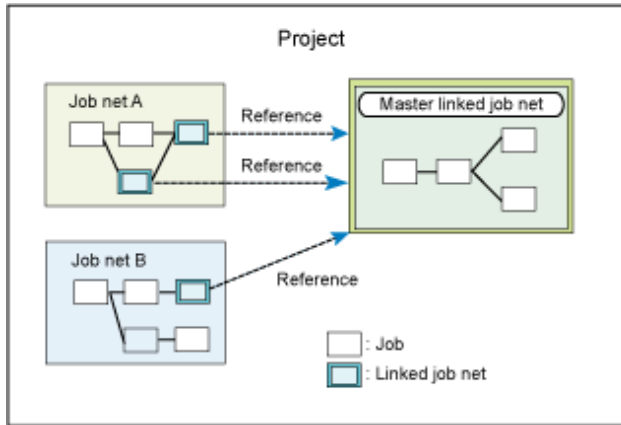 Project
Job net A
Reference
Master linked job net
Reference
Job net B
Reference
: Job
: Linked job net